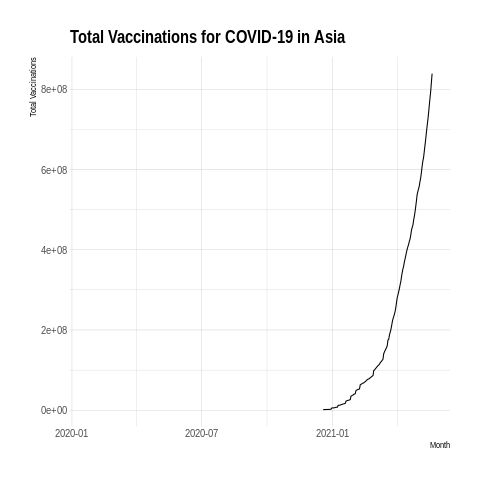 Total Vaccinations for COVID-19 in Asia
Total Vaccinations
8e+08
6e+08
4e+08
2e+08
0e+00
2020-01 2020-07 2021-01
Month